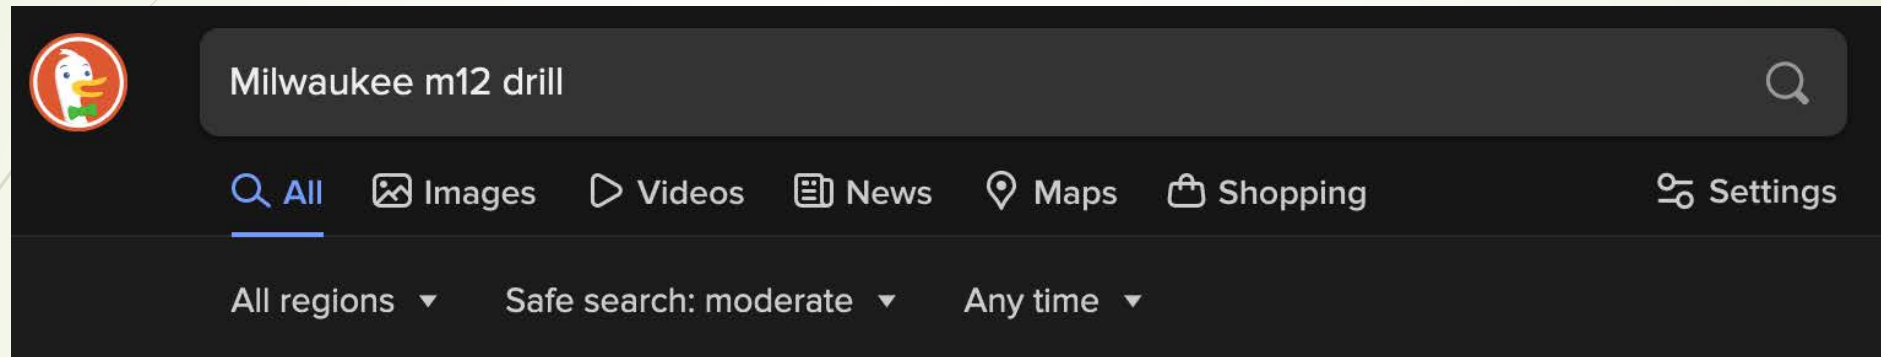 Milwaukee m12 drill
All Images Videos News Maps Shopping Settings
All regions Safe search: moderate Any time